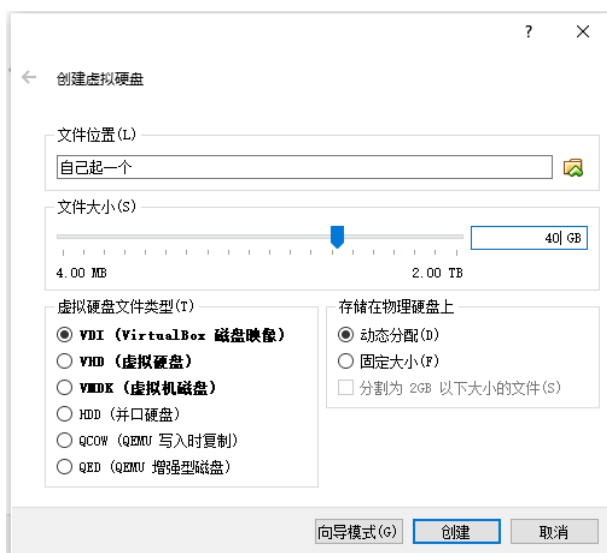 ?
创建虚拟硬盘
文件位置(L)
自己起一个
文件大小(S)
40 GB
4.00 MB 2.00 TB
虚拟硬盘文件类型(T)
VDI (VirtualBox 磁盘映像)
VHD (虚拟硬盘)
VMDK (虚拟机磁盘)
HDD (并口硬盘)
QCOW (QEMU 写入时复制)
QED (QEMU 增强型磁盘)
存储在物理硬盘上
动态分配(D)
固定大小(F)
分割为 2GB 以下大小的文件(S)
向导模式(G) 创建 取消